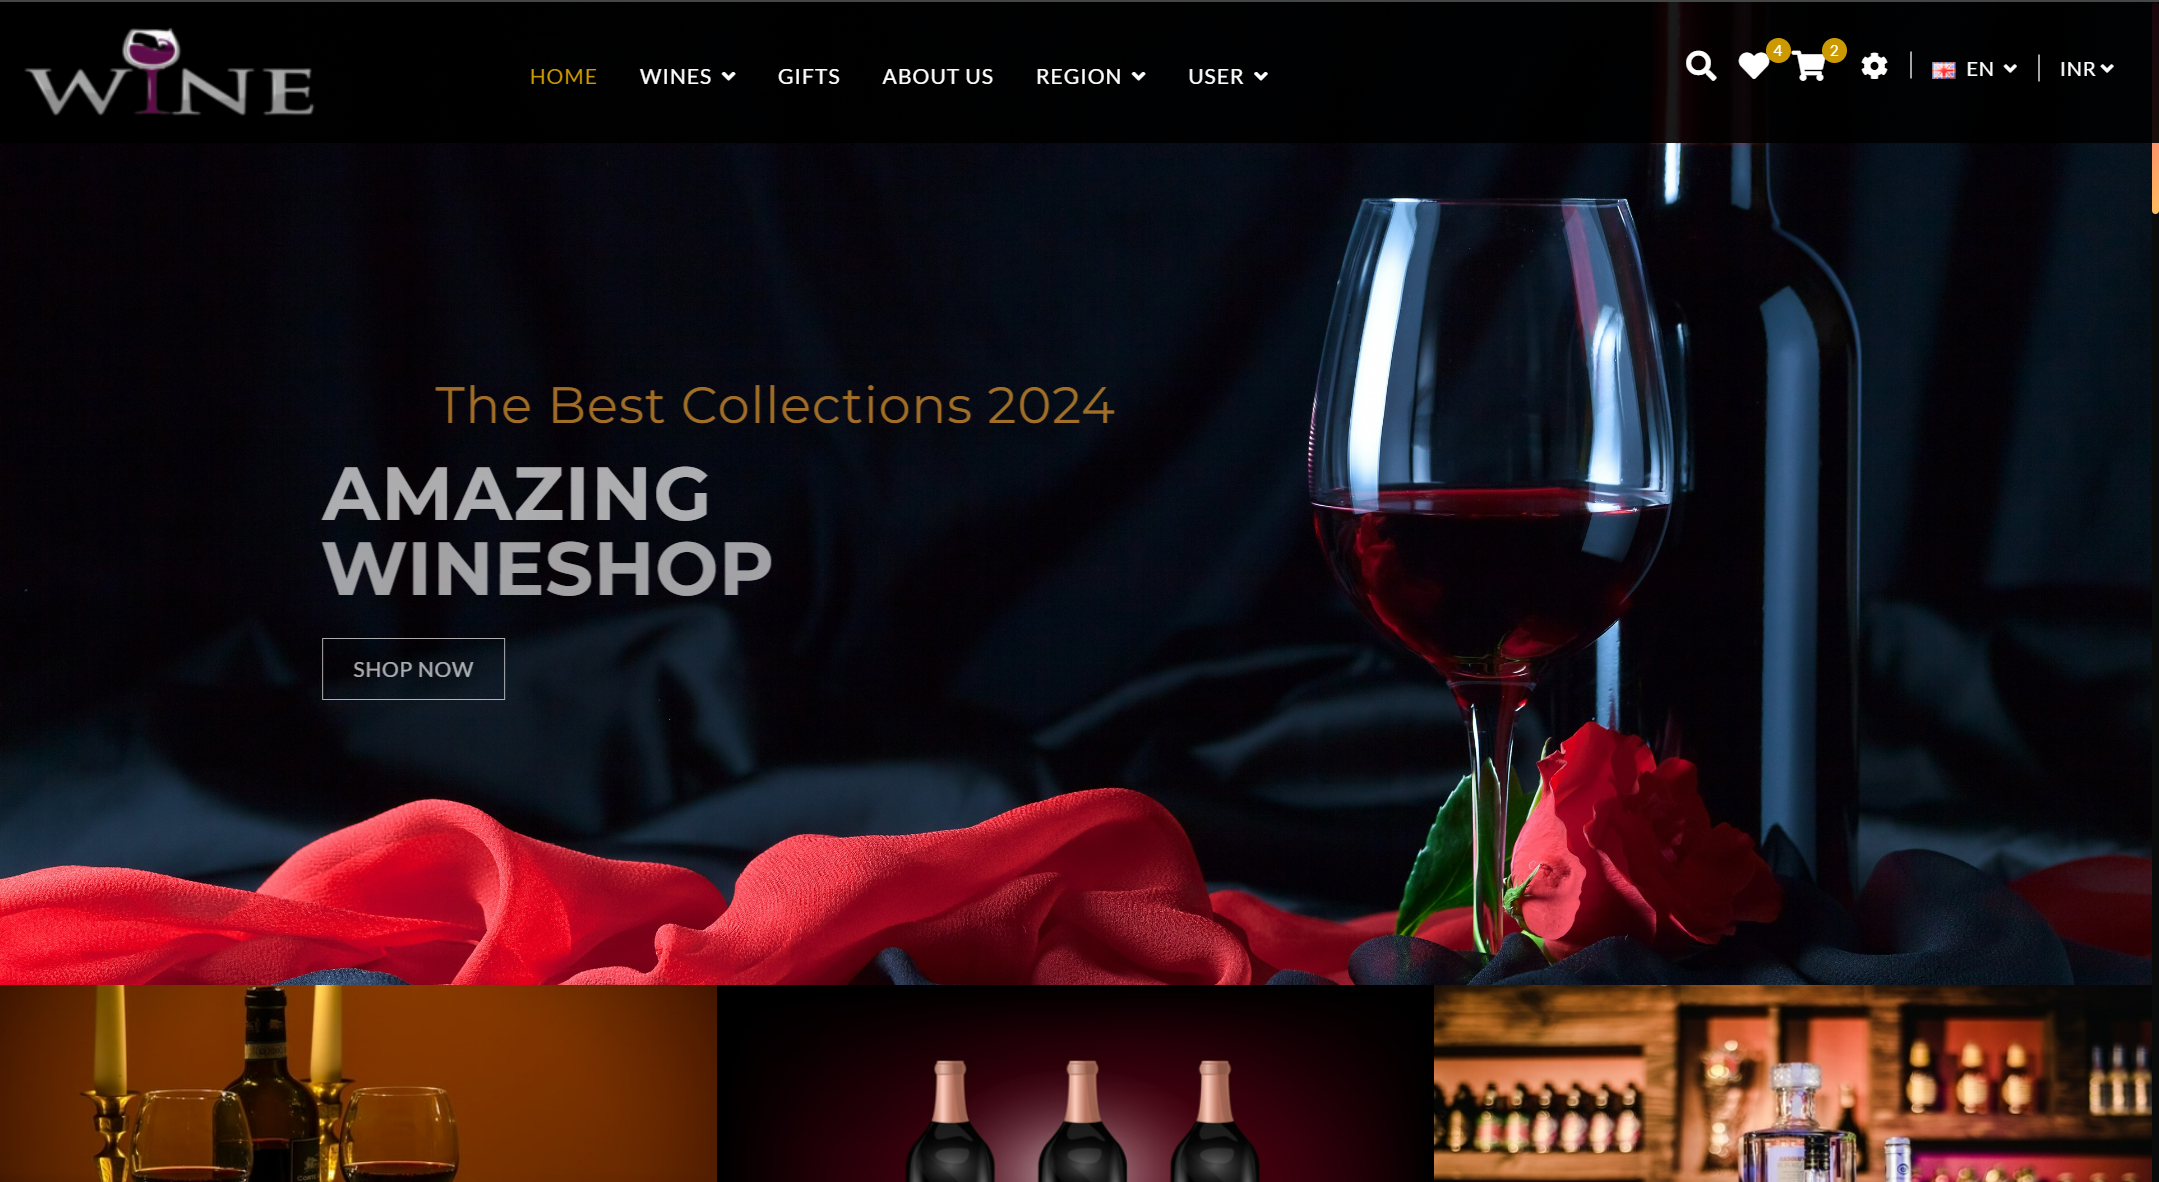 WINE
HOME
WINES
GIFTS
ABOUT US
REGION
USER
4
2
EN
INR
The Best Collections 2024
AMAZING
WINESHOP
SHOP NOW